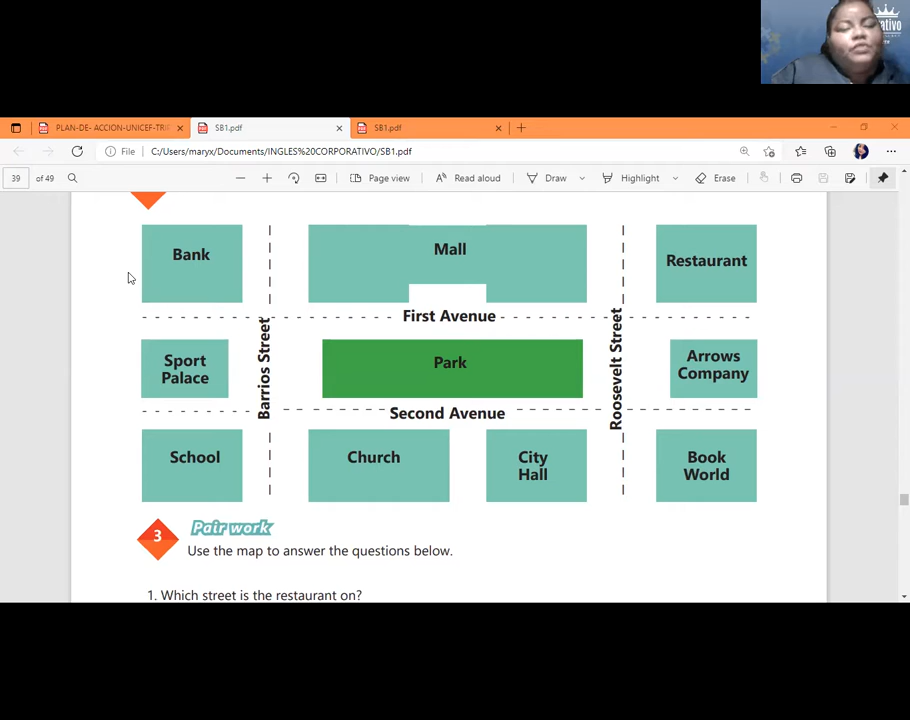 ativo
PLAN-DE- ACCION-UNICEF-TRI
SB1.pdf
SB1.pdf
File
C:/Users/maryx/Documents/INGLES%20CORPORATIVO/SB1.pdf
39 of 49
Page view
Read aloud
Draw
Highlight
Erase
Bank
Mall
Restaurant
First Avenue
Sport
Palace
Barrios Street
Park
Roosevelt Street
Arrows
Company
Second Avenue
School
Church
City
Hall
Book
World
3 Pair work
Use the map to answer the questions below.
1. Which street is the restaurant on?